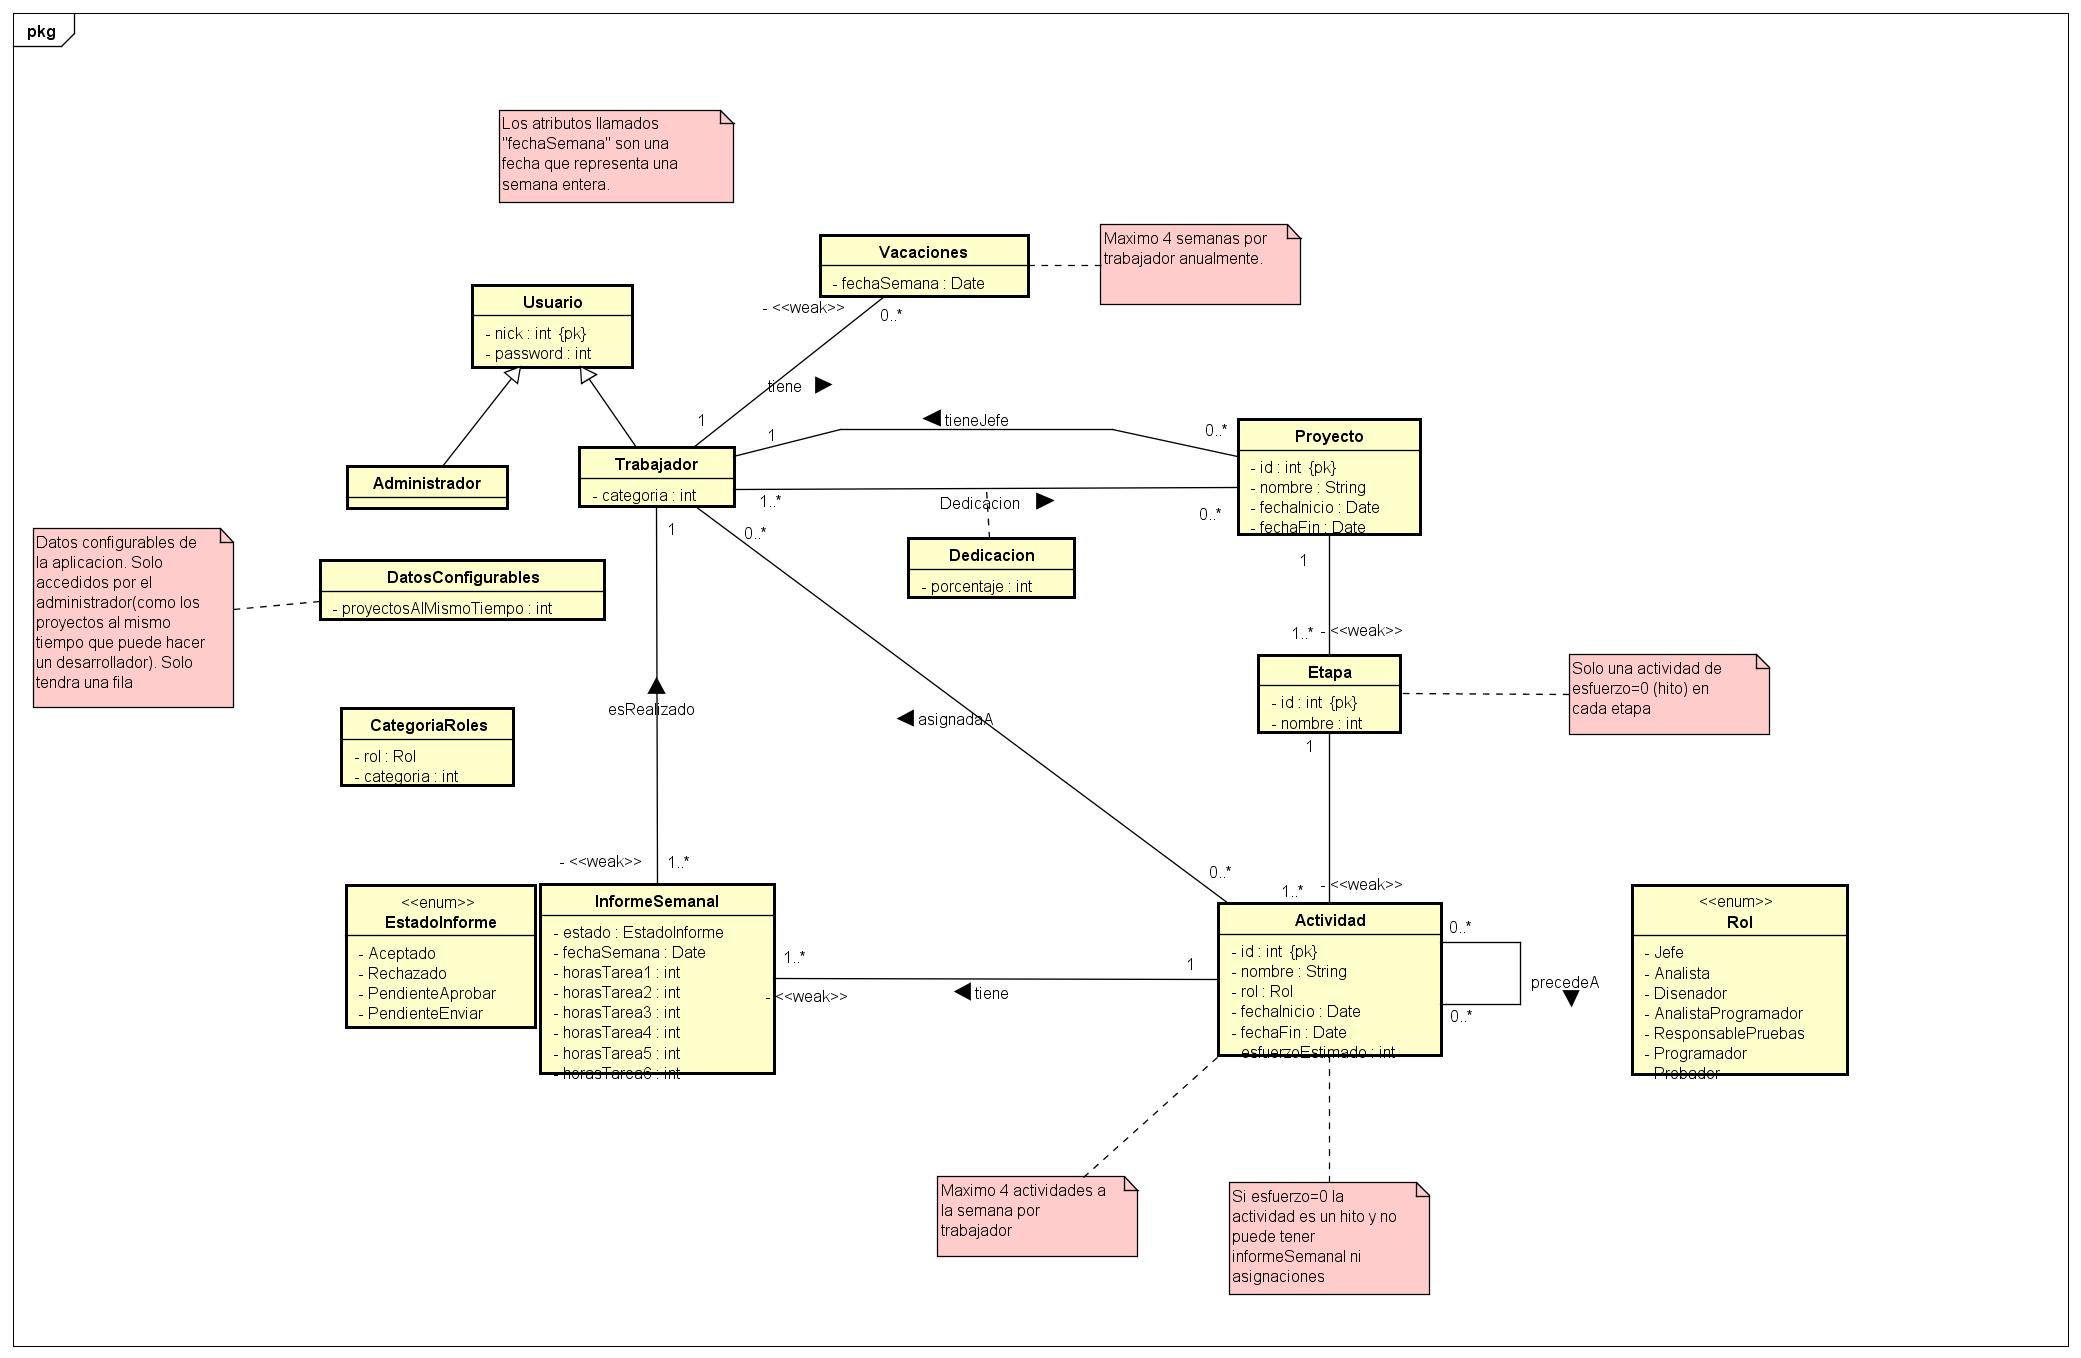 pkg
Los atributos llamados
"fechaSemana" son una
fecha que representa una
semana entera.
Vacaciones
- fechaSemana : Date
Maximo 4 semanas por
trabajador anualmente.
- <<weak>>
0..*
tiene
1
Usuario
- nick : int {pk}
- password : int
Administrador
Trabajador
- categoria : int
1
tieneJefe
0..*
1..*
Dedicacion
0..*
Dedicacion
- porcentaje : int
Proyecto
- id : int {pk}
- nombre : String
- fechaInicio : Date
- fechaFin : Date
1
1..*
- <<weak>>
Etapa
- id : int {pk}
- nombre : int
Solo una actividad de
esfuerzo=0 (hito) en
cada etapa
1
1..*
- <<weak>>
Datos configurables de
la aplicacion. Solo
accedidos por el
administrador(como los
proyectos al mismo
tiempo que puede hacer
un desarrollador). Solo
tendra una fila
DatosConfigurables
- proyectosAlMismoTiempo : int
CategoriaRoles
- rol : Rol
- categoria : int
1
esRealizado
- <<weak>>
1..*
0..*
asignadaA
0..*
<<enum>>
EstadoInforme
- Aceptado
- Rechazado
- PendienteAprobar
- PendienteEnviar
InformeSemanal
- estado : EstadoInforme
- fechaSemana : Date
- horasTarea1 : int
- horasTarea2 : int
- horasTarea3 : int
- horasTarea4 : int
- horasTarea5 : int
- horasTarea6 : int
1..*
- <<weak>>
tiene
1
Actividad
- id : int {pk}
- nombre : String
- rol : Rol
- fechaInicio : Date
- fechaFin : Date
- esfuerzoEstimado : int
0..*
precedeA
0..*
<<enum>>
Rol
- Jefe
- Analista
- Disenador
- AnalistaProgramador
- ResponsablePruebas
- Programador
- Probador
Maximo 4 actividades a
la semana por
trabajador
Si esfuerzo=0 la
actividad es un hito y no
puede tener
informeSemanal ni
asignaciones